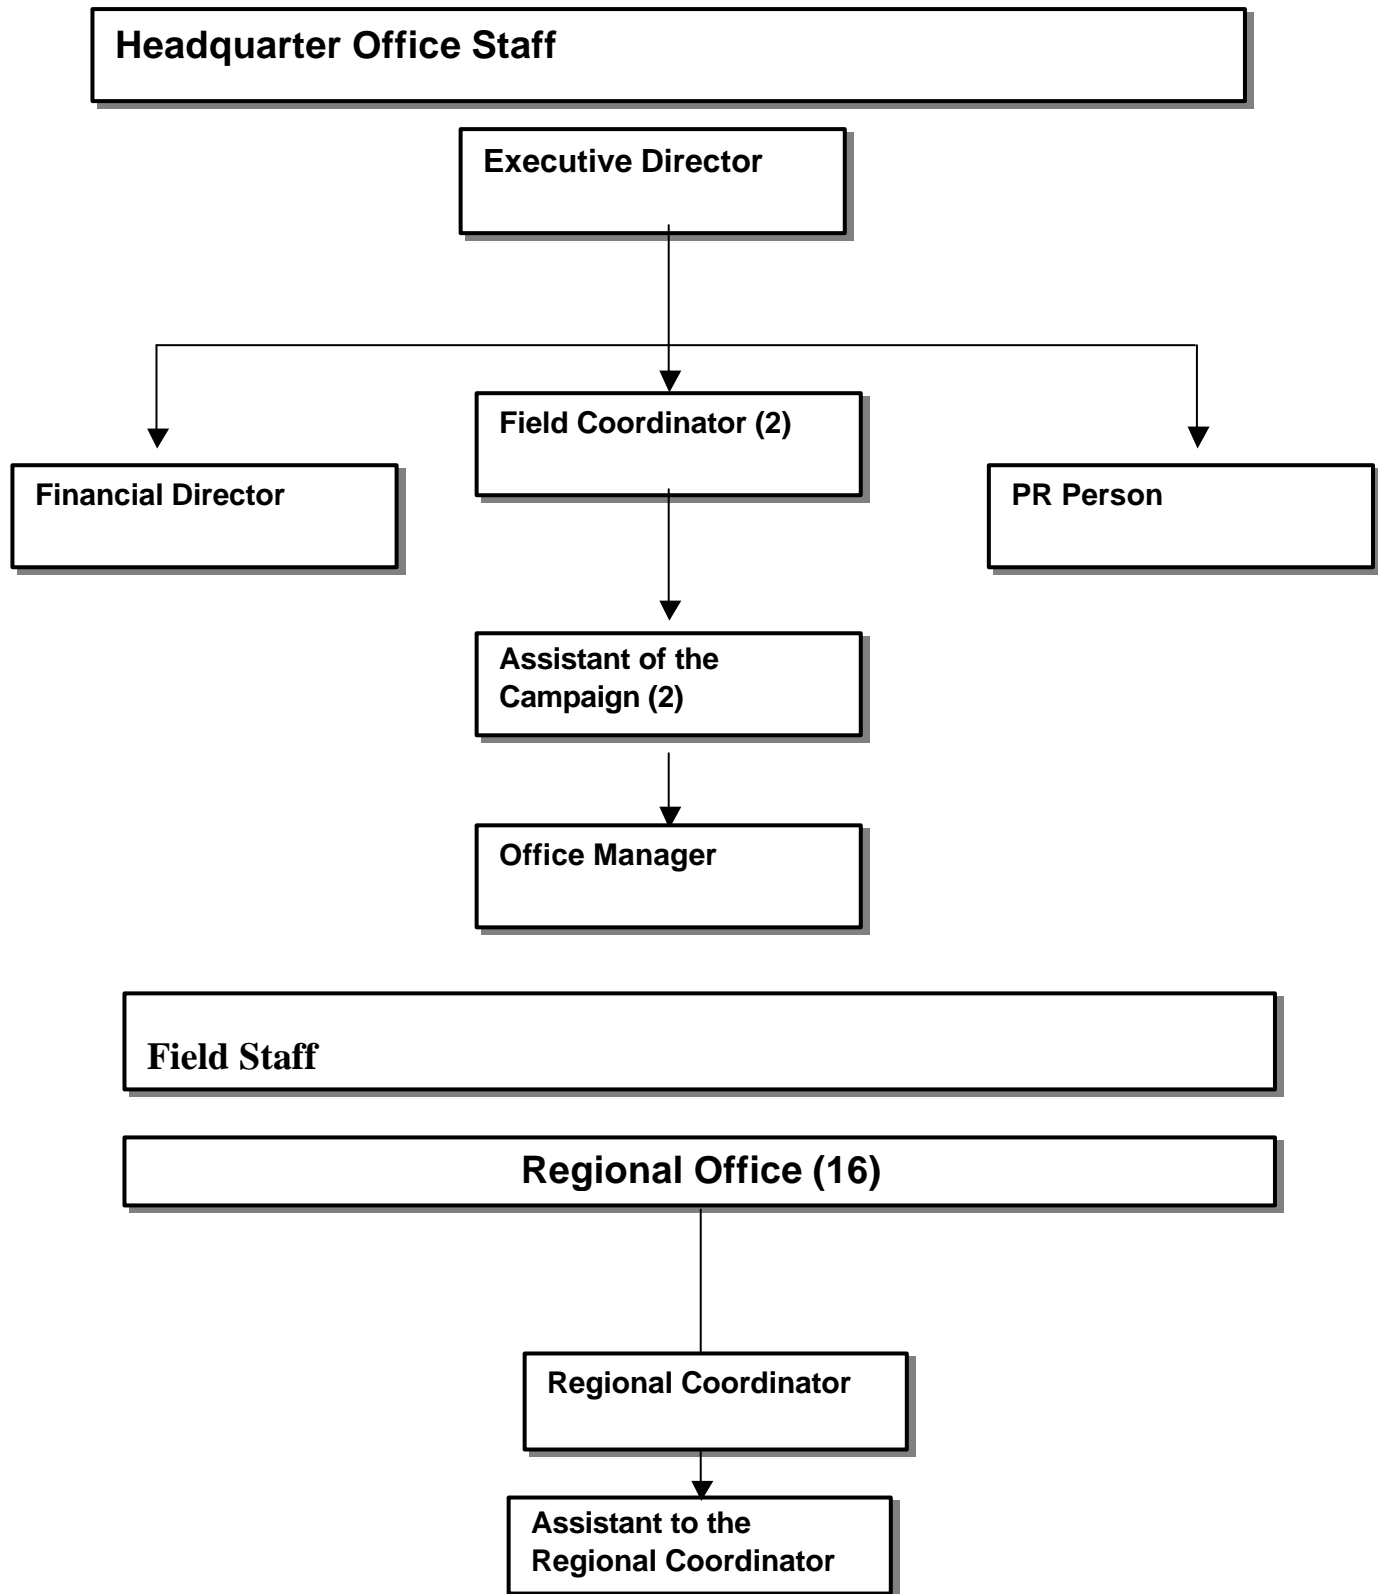 Headquarter Office Staff
Executive Director
Field Coordinator (2)
Financial Director
PR Person
Assistant of the
Campaign (2)
Office Manager
Field Staff
Regional Office (16)
Regional Coordinator
Assistant to the
Regional Coordinator